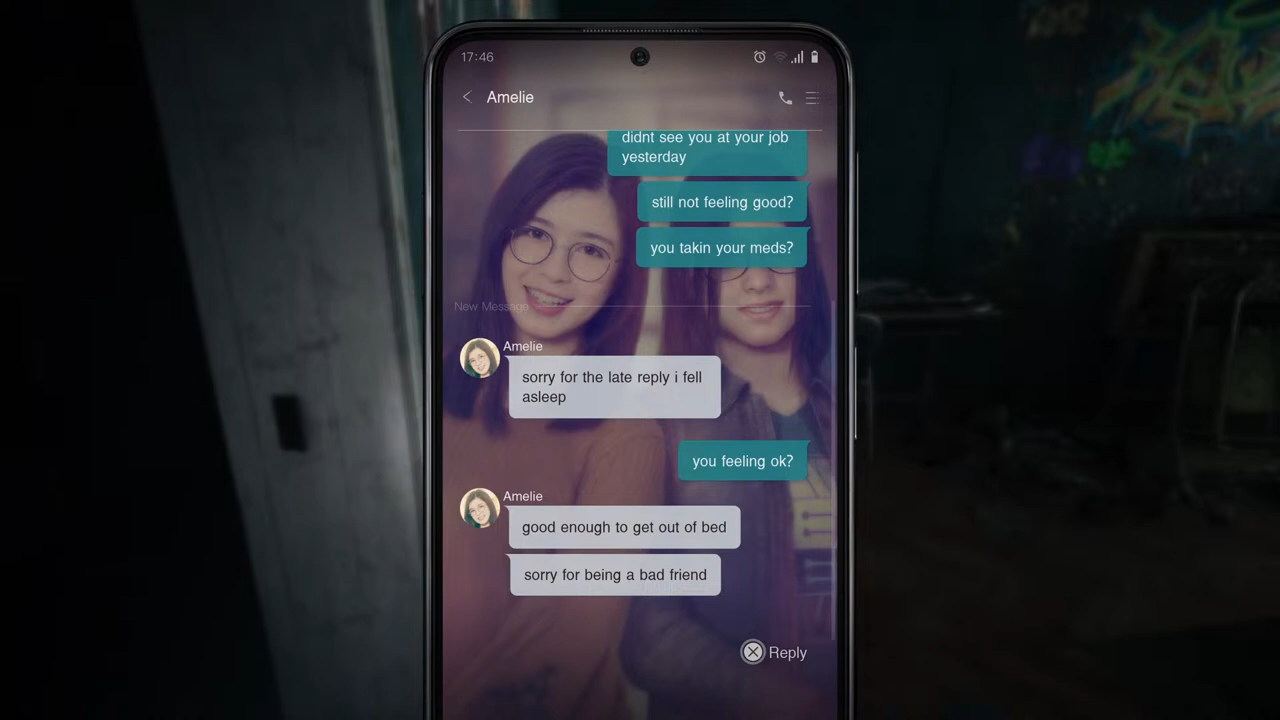 17:46
Amelie
didnt see you at your job
yesterday
still not feeling good?
you takin your meds?
New Message
Amelie
sorry for the late reply i fell
asleep
you feeling ok?
Amelie
good enough to get out of bed
sorry for being a bad friend
Reply